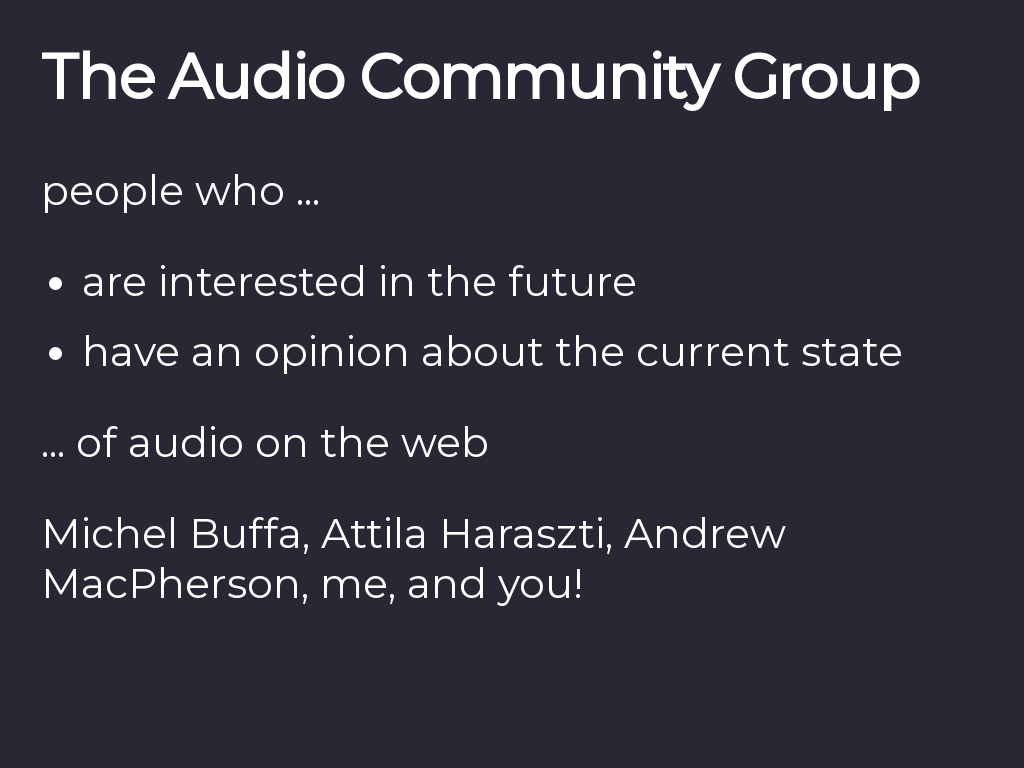 The Audio Community Group
people who ...
• are interested in the future
• have an opinion about the current state
... of audio on the web
Michel Buffa, Attila Haraszti, Andrew
MacPherson, me, and you!